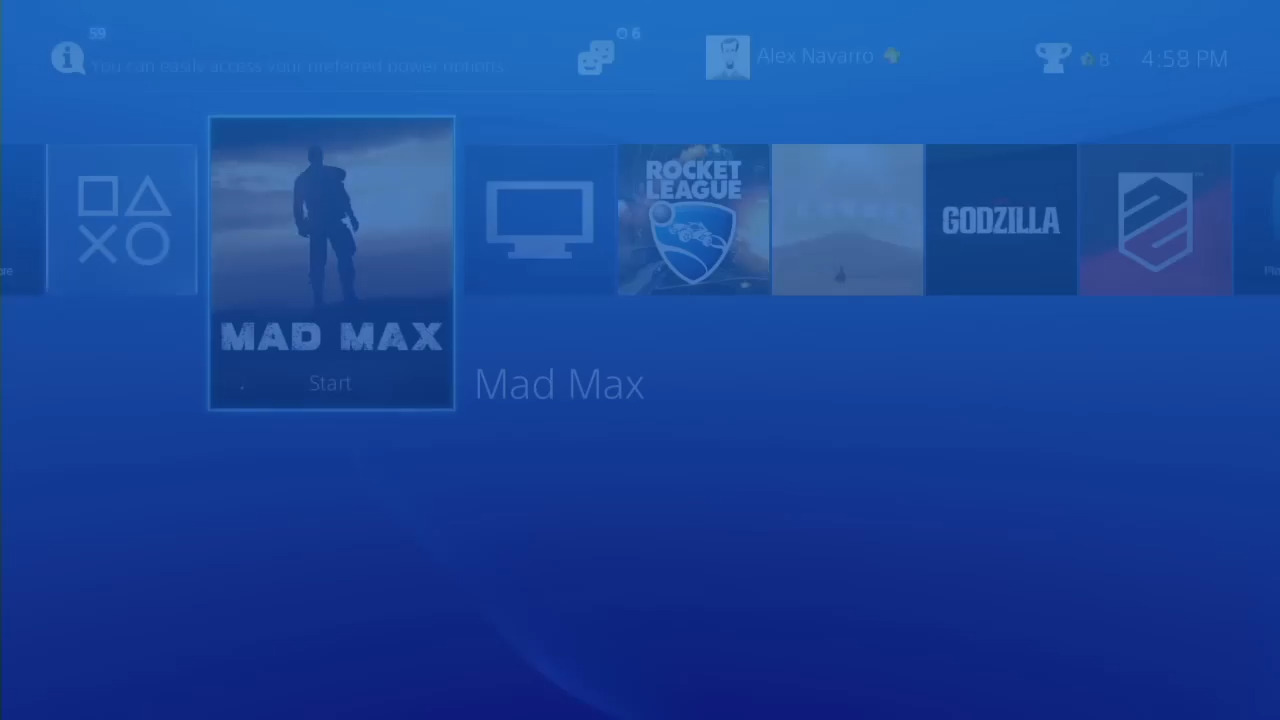 59
You can easily access your preferred power options.
6
Alex Navarro
8
4:58 PM
ROCKET
LEAGUE
GODZILLA
MAD MAX
Start
Mad Max